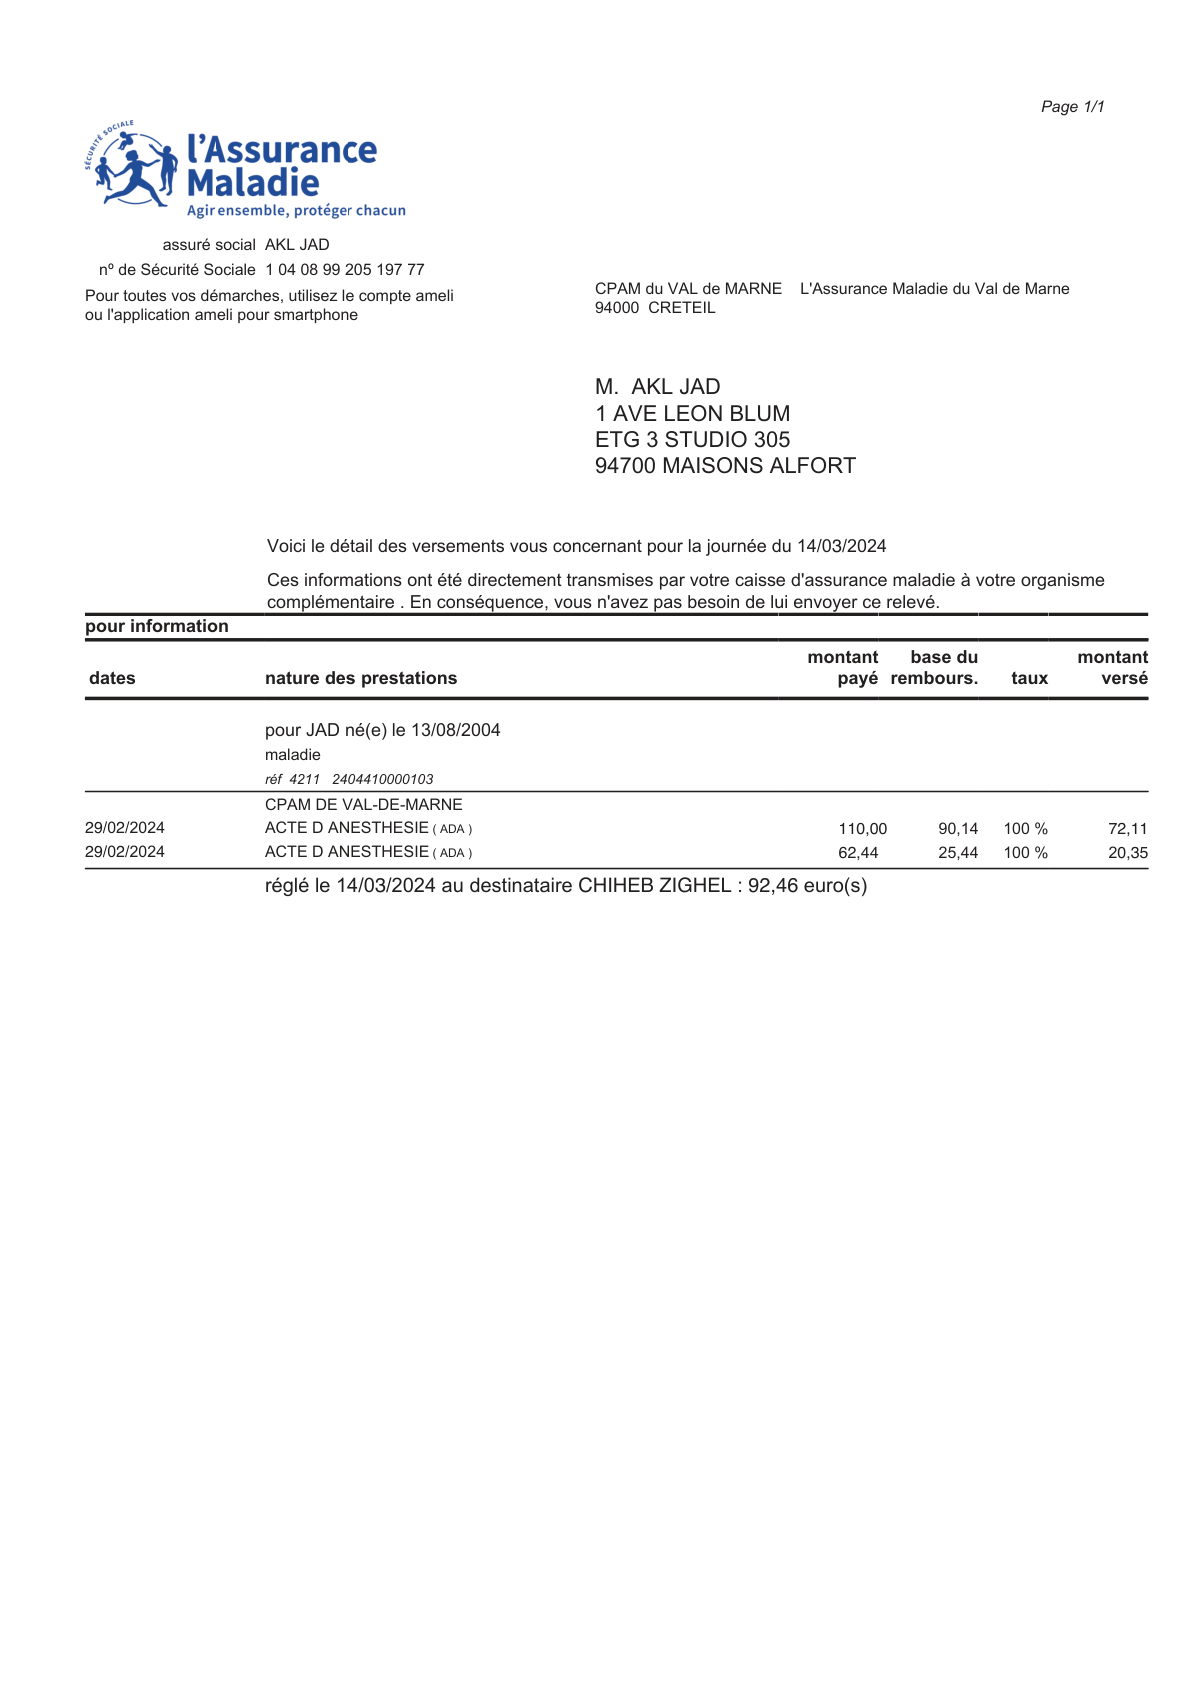 Page 1/1
SÉCURITÉ SOCIALE
l'Assurance
Maladie
Agir ensemble, protéger chacun
assuré social AKL JAD
nº de Sécurité Sociale 1 04 08 99 205 197 77
Pour toutes vos démarches, utilisez le compte ameli
ou l'application ameli pour smartphone
CPAM du VAL de MARNE L'Assurance Maladie du Val de Marne
94000 CRETEIL
M. AKL JAD
1 AVE LEON BLUM
ETG 3 STUDIO 305
94700 MAISONS ALFORT
Voici le détail des versements vous concernant pour la journée du 14/03/2024
Ces informations ont été directement transmises par votre caisse d'assurance maladie à votre organisme
complémentaire . En conséquence, vous n'avez pas besoin de lui envoyer ce relevé.
pour information
montant base du montant
dates nature des prestations payé rembours. taux versé
pour JAD né(e) le 13/08/2004
maladie
réf 4211 2404410000103
CPAM DE VAL-DE-MARNE
29/02/2024 ACTE D ANESTHESIE ( ADA ) 110,00 90,14 100 % 72,11
29/02/2024 ACTE D ANESTHESIE ( ADA ) 62,44 25,44 100 % 20,35
réglé le 14/03/2024 au destinataire CHIHEB ZIGHEL : 92,46 euro(s)